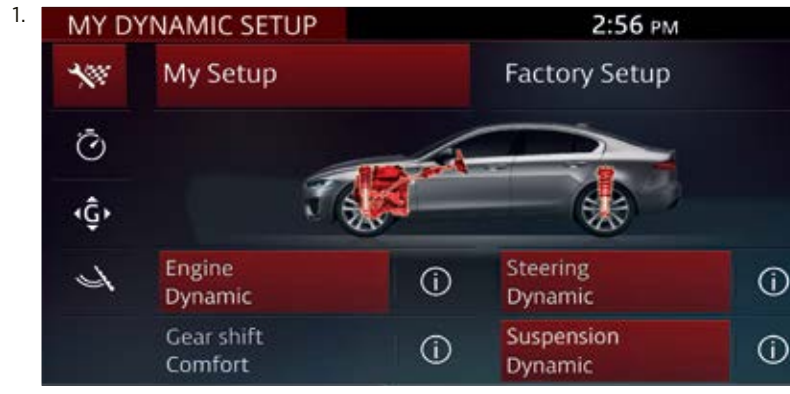 1.
MY DYNAMIC SETUP 2:56 PM
My Setup Factory Setup
G
Engine
Dynamic
Steering
Dynamic
Gear shift
Comfort
Suspension
Dynamic